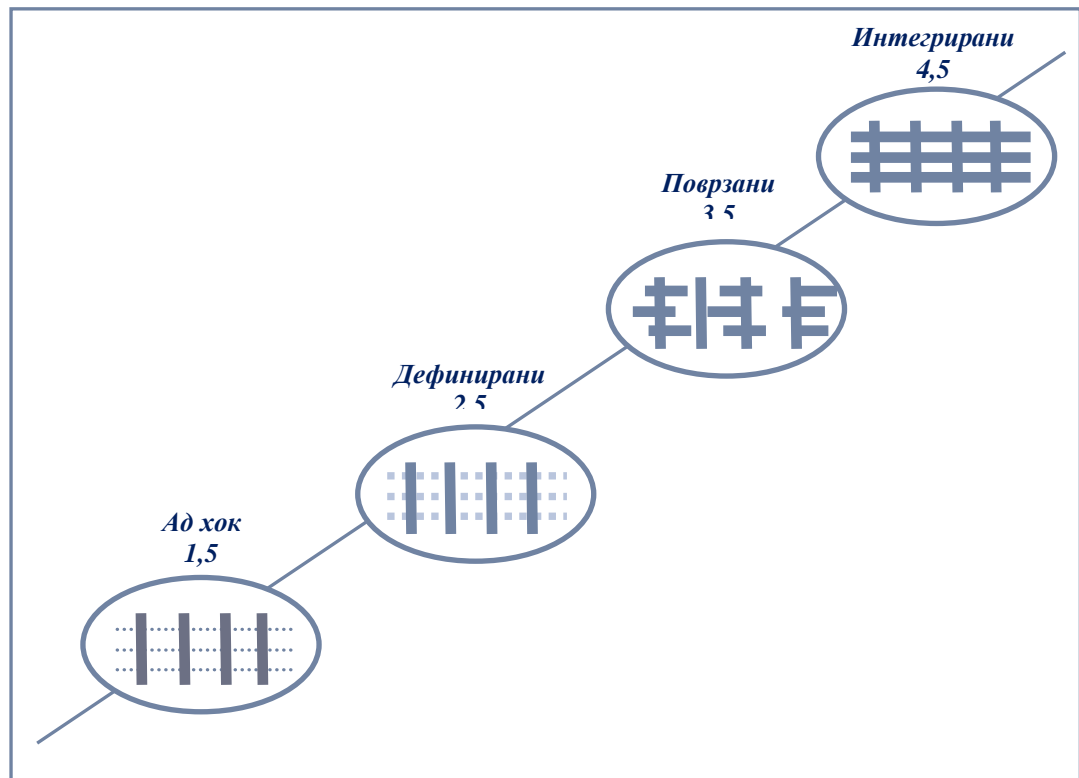 Интегрирани
4,5
Поврзани
3,5
Дефинирани
2,5
Ад хок
1,5